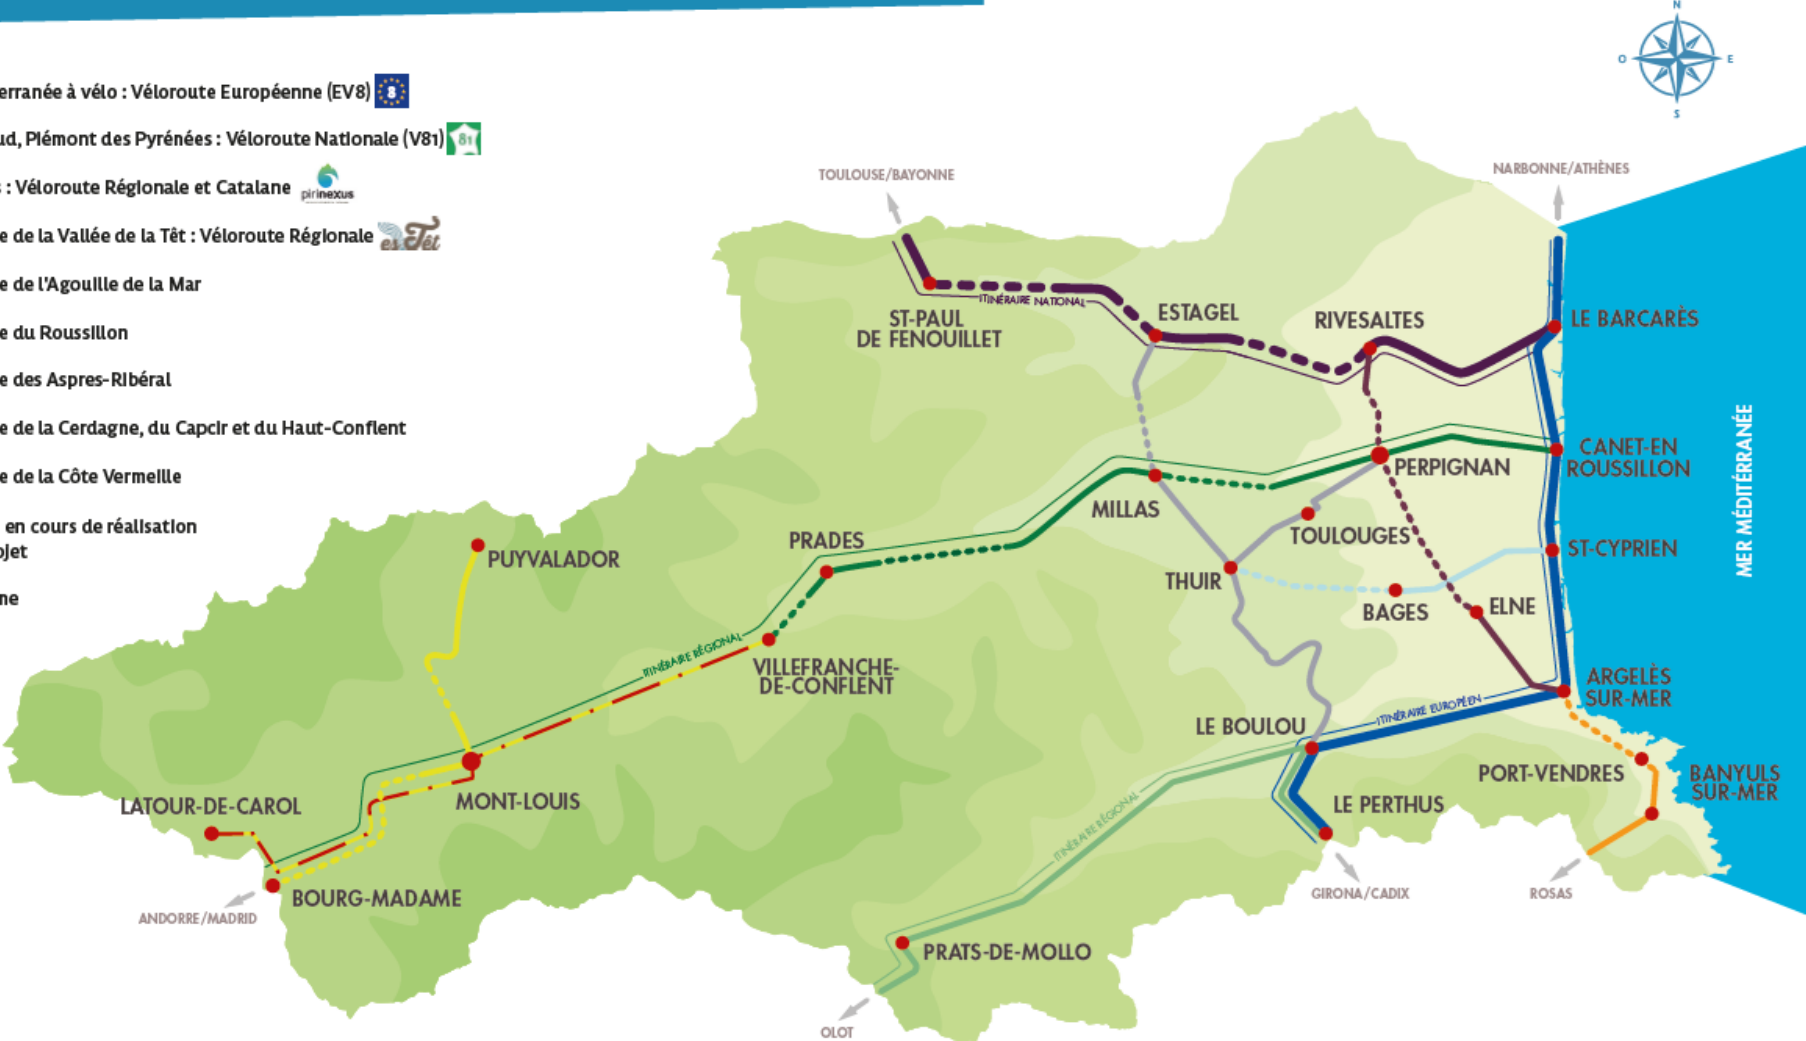 N
O E
S
erranée à vélo : Véloroute Européenne (EV8) 8
ud, Piémont des Pyrénées : Véloroute Nationale (V81) 81
s : Véloroute Régionale et Catalane pirinexus
e de la Vallée de la Têt : Véloroute Régionale
e de l'Agouille de la Mar
e du Roussillon
e des Aspres-Ribéral
e de la Cerdagne, du Capcir et du Haut-Conflent
e de la Côte Vermeille
en cours de réalisation
ojet
ne
TOULOUSE/BAYONNE
NARBONNE/ATHÈNES
ITINÉRAIRE NATIONAL
ST-PAUL
DE FENOUILLET
ESTAGEL
RIVESALTES
LE BARCARÈS
CANET-EN
ROUSSILLON
PERPIGNAN
MILLAS
TOULOUGES
PRADES
PUYVALADOR
THUIR
ST-CYPRIEN
BAGES
ELNE
MER MÉDITÉRRANÉE
ITINÉRAIRE RÉGIONAL
VILLEFRANCHE-
DE-CONFLENT
ARGELÈS
SUR-MER
ITINÉRAIRE EUROPÉEN
LE BOULOU
PORT-VENDRES
BANYULS
SUR-MER
LATOUR-DE-CAROL
MONT-LOUIS
LE PERTHUS
ITINÉRAIRE RÉGIONAL
BOURG-MADAME
ANDORRE/MADRID
GIRONA/CADIX
ROSAS
PRATS-DE-MOLLO
OLOT